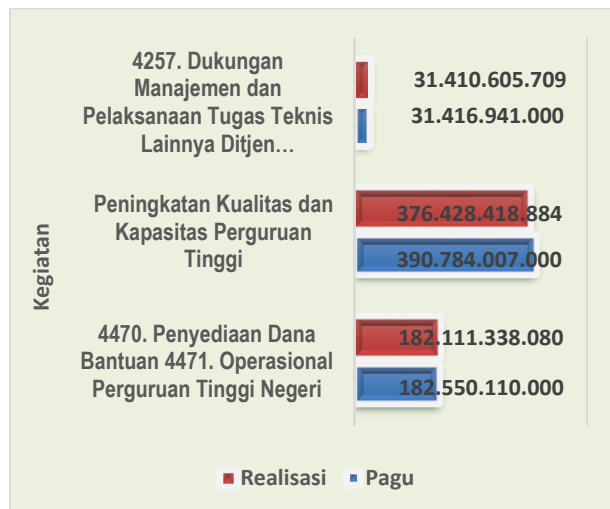 4257. Dukungan
Manajemen dan
Pelaksanaan Tugas Teknis
Lainnya Ditjen…
31.410.605.709
31.416.941.000
Peningkatan Kualitas dan
Kapasitas Perguruan
Tinggi
376.428.418.884
390.784.007.000
4470. Penyediaan Dana
Bantuan 4471. Operasional
Perguruan Tinggi Negeri
182.111.338.080
182.550.110.000
Kegiatan
Realisasi
Pagu